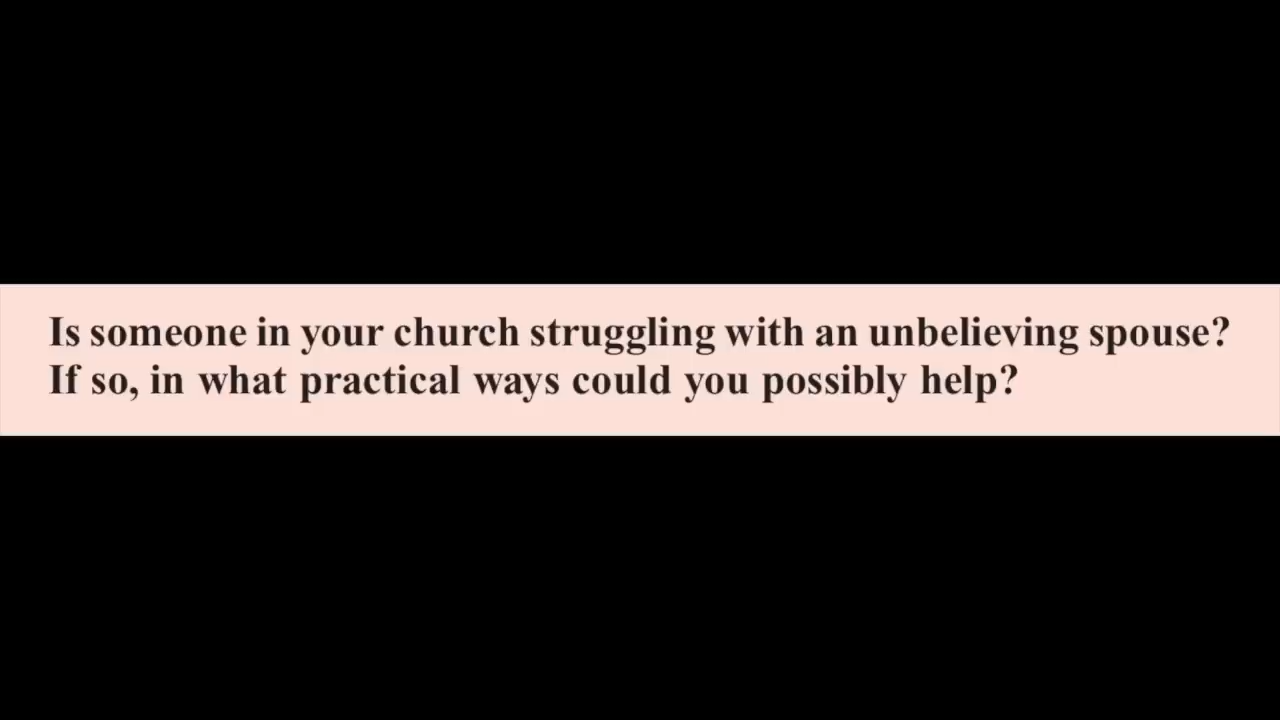 Is someone in your church struggling with an unbelieving spouse?
If so, in what practical ways could you possibly help?